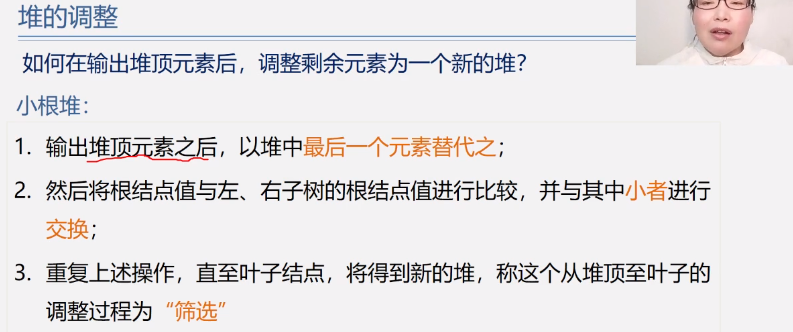 堆的调整
如何在输出堆顶元素后，调整剩余元素为一个新的堆？
小根堆：
1. 输出堆顶元素之后，以堆中最后一个元素替代之；
2. 然后将根结点值与左、右子树的根结点值进行比较，并与其中小者进行
交换；
3. 重复上述操作，直至叶子结点，将得到新的堆，称这个从堆顶至叶子的
调整过程为“筛选”